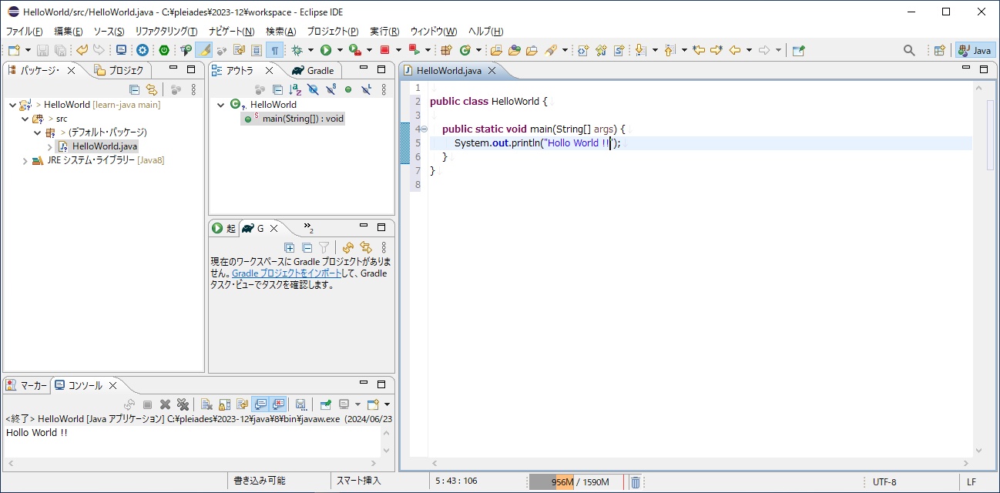 HelloWorld/src/HelloWorld.java - C:¥pleiades¥2023-12¥workspace - Eclipse IDE
ファイル(F) 編集(E) ソース(S) リファクタリング(T) ナビゲート(N) 検索(A) プロジェクト(P) 実行(R) ウィンドウ(W) ヘルプ(H)
Java
パッケージ・ プロジェク
HelloWorld [learn-java main]
> src
> (デフォルト・パッケージ)
HelloWorld.java
JRE システム・ライブラリー [Java8]
アウトラ Gradle
HelloWorld
main(String[]) : void
起 G »2
現在のワークスペースに Gradle プロジェクトがありま
せん。Gradle プロジェクトをインポートして、Gradle
タスク・ビューでタスクを確認します。
HelloWorld.java
1
2 public class HelloWorld {
3
4 public static void main(String[] args) {
5 System.out.println("Hollo World !!");
6 }
7 }
8
マーカー コンソール
<終了> HelloWorld [Java アプリケーション] C:¥pleiades¥2023-12¥java¥8¥bin¥javaw.exe (2024/06/23
Hollo World !!
書き込み可能 スマート挿入 5 : 43 : 106 956M / 1590M UTF-8 LF